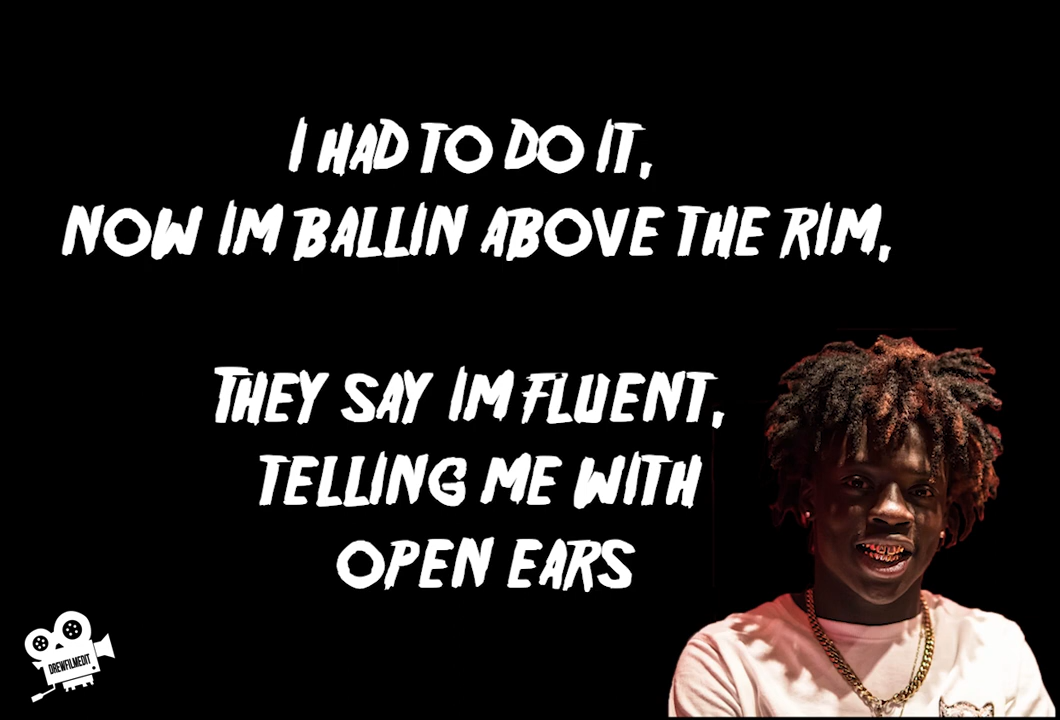 I HAD TO DO IT,
NOW IM BALLIN ABOVE THE RIM,
THEY SAY IM FLUENT,
TELLING ME WITH
OPEN EARS
DREWFILMEDIT